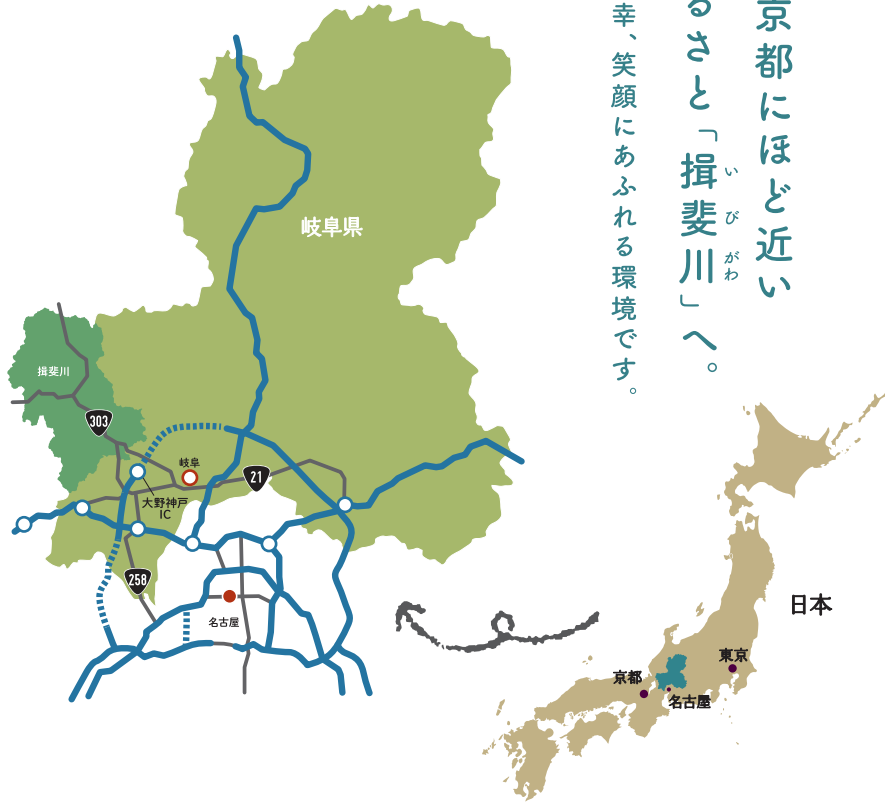 京都にほど近い
るさと「揖斐川」へ。
いびがわ
幸、笑顔にあふれる環境です。
岐阜県
揖斐川
303
岐阜
21
大野神戸
IC
258
名古屋
日本
東京
京都
名古屋